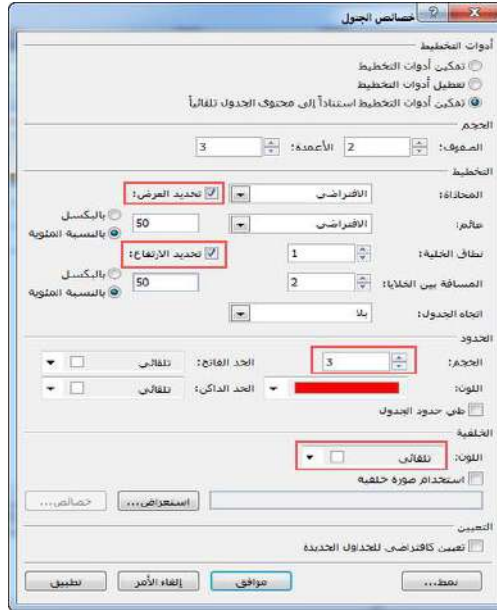 خصائص الجدول
أدوات التخطيط
تمكين أدوات التخطيط
تعطيل أدوات التخطيط
تمكين أدوات التخطيط استناداً إلى محتوى الجدول تلقائياً
الحجم
الصفوف: 2 الأعمدة: 3
التخطيط
المحاذاة: الافتراضي تحديد العرض:
عائم: الافتراضي 50 بالبكسل
بالنسبة المئوية
نطاق الخلية: 1 تحديد الارتفاع:
المسافة بين الخلايا: 2 50 بالبكسل
بالنسبة المئوية
اتجاه الجدول: بلا
الحدود
الحجم: 3 الحد الفاتح: تلقائي
اللون: الحد الداكن: تلقائي
طي حدود الجدول
الخلفية
اللون: تلقائي
استخدام صورة خلفية
استعراض... خصائص...
التعيين
تعيين كافتراضي للجداول الجديدة
نمط... موافق إلغاء الأمر تطبيق